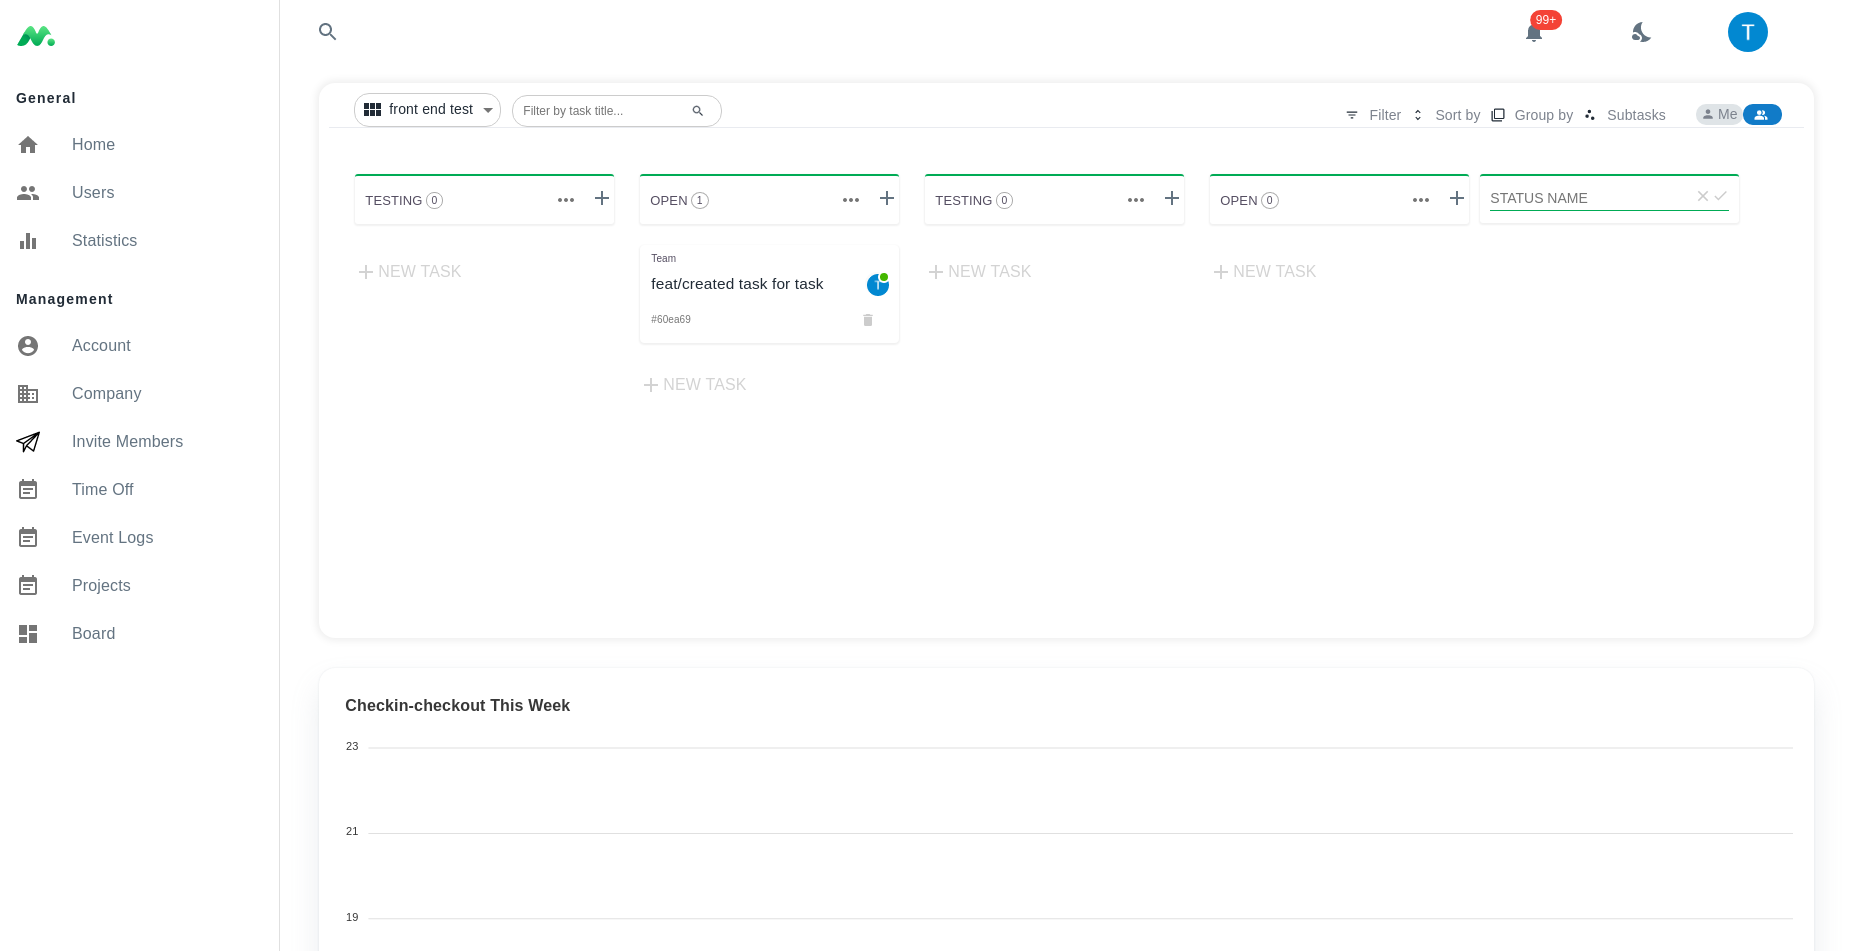 General
Home
Users
Statistics
Management
Account
Company
Invite Members
Time Off
Event Logs
Projects
Board
99+
T
front end test
Filter by task title...
Filter
Sort by
Group by
Subtasks
Me
TESTING 0
NEW TASK
OPEN 1
Team
feat/created task for task
T
#60ea69
NEW TASK
TESTING 0
NEW TASK
OPEN 0
NEW TASK
STATUS NAME
Checkin-checkout This Week
23
21
19